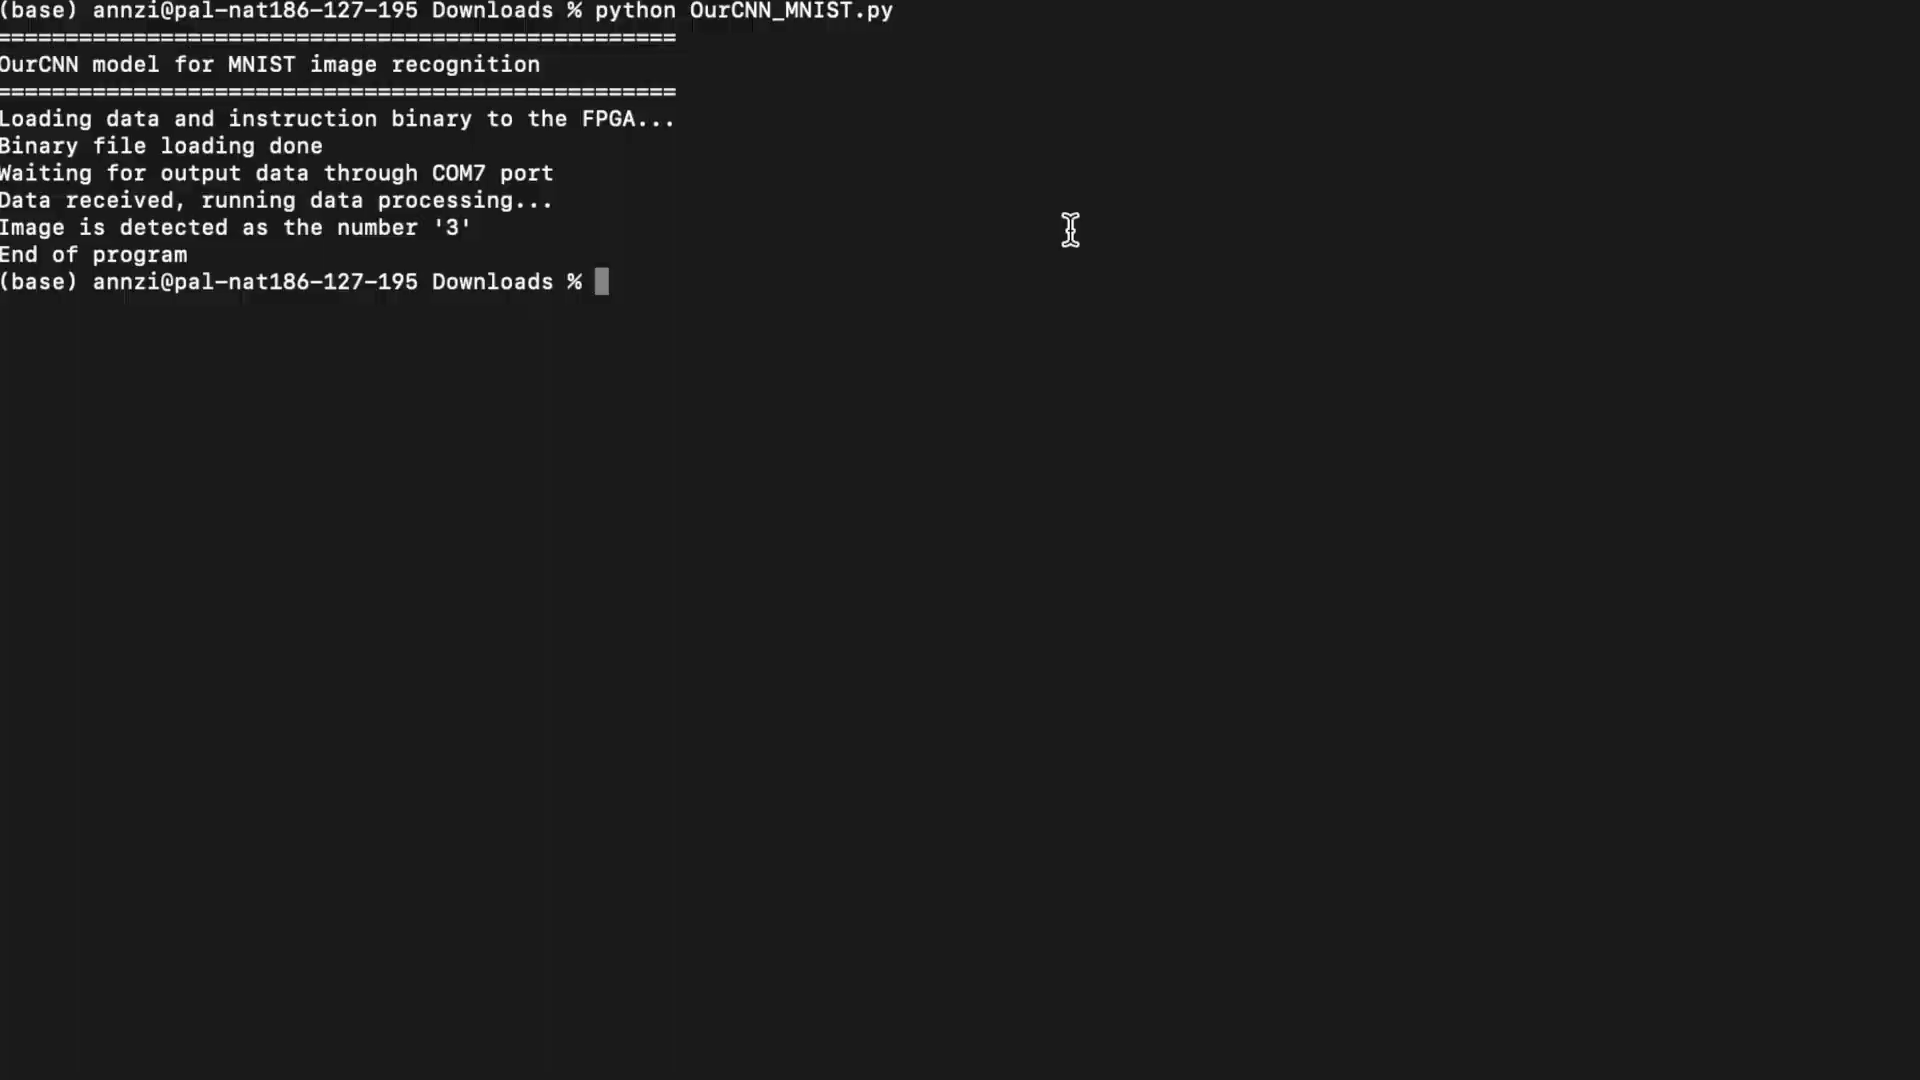 (base) annzi@pal-nat186-127-195 Downloads % python OurCNN_MNIST.py
==================================================
OurCNN model for MNIST image recognition
==================================================
Loading data and instruction binary to the FPGA...
Binary file loading done
Waiting for output data through COM7 port
Data received, running data processing...
Image is detected as the number '3'
End of program
(base) annzi@pal-nat186-127-195 Downloads %